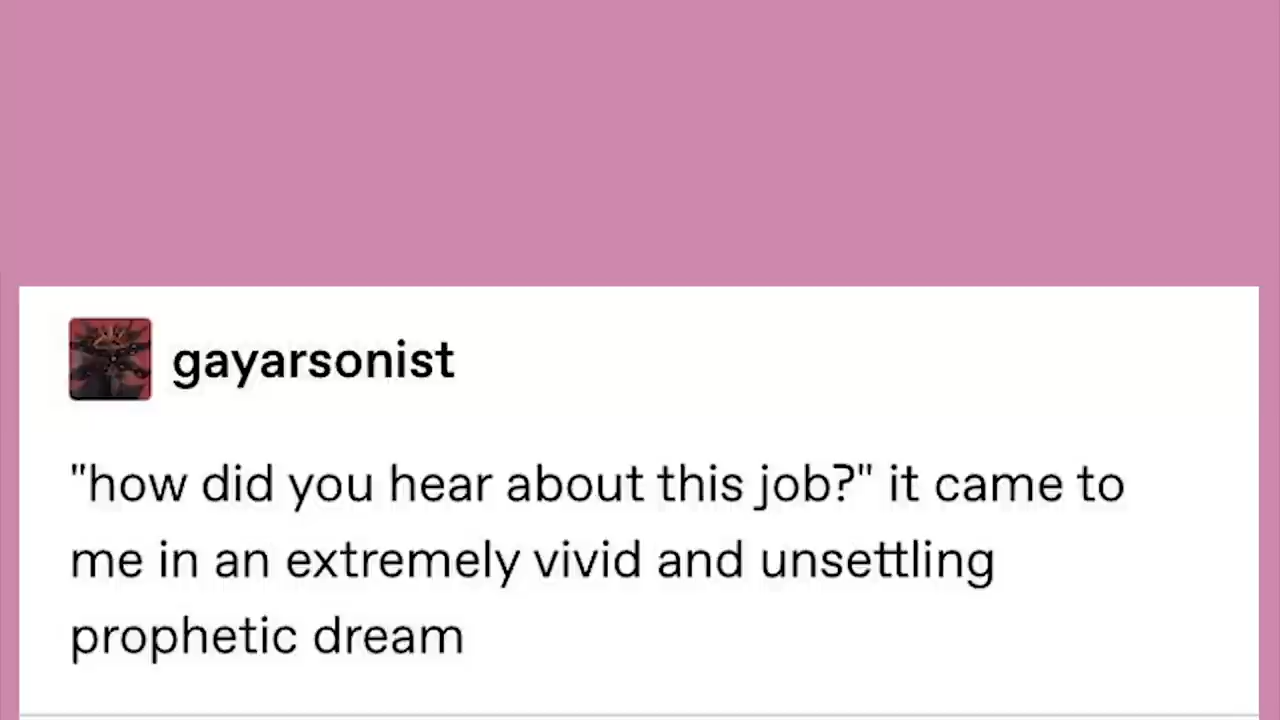 gayarsonist
"how did you hear about this job?" it came to
me in an extremely vivid and unsettling
prophetic dream